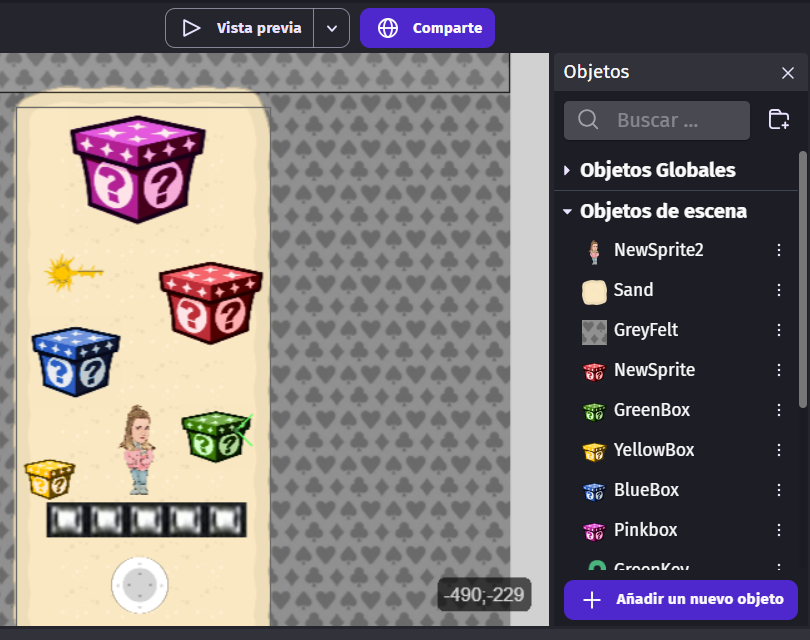 Vista previa
Comparte
Objetos
Buscar ...
Objetos Globales
Objetos de escena
NewSprite2
Sand
GreyFelt
NewSprite
GreenBox
YellowBox
BlueBox
Pinkbox
GreenKey
Añadir un nuevo objeto
? ?
? ?
? ?
? ?
? ?
-490;-229